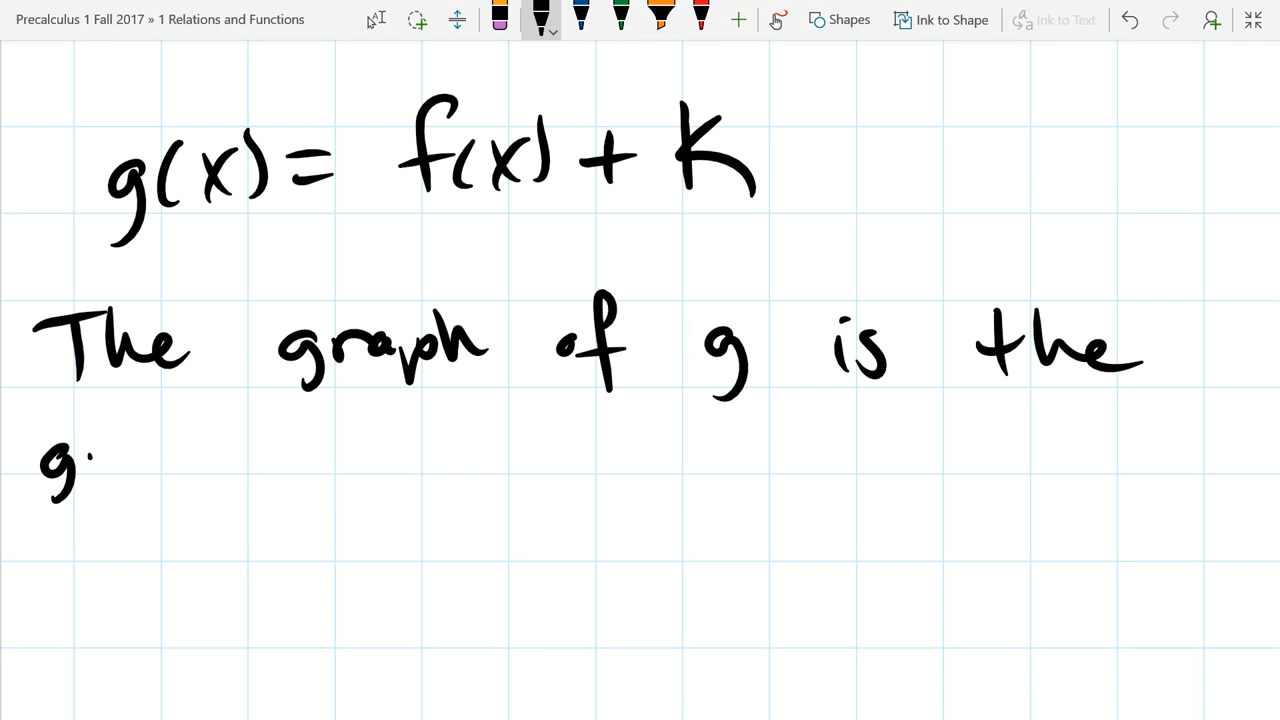 Precalculus 1 Fall 2017 » 1 Relations and Functions Shapes Ink to Shape Ink to Text
g(x) = f(x) + K
The graph of g is the
g